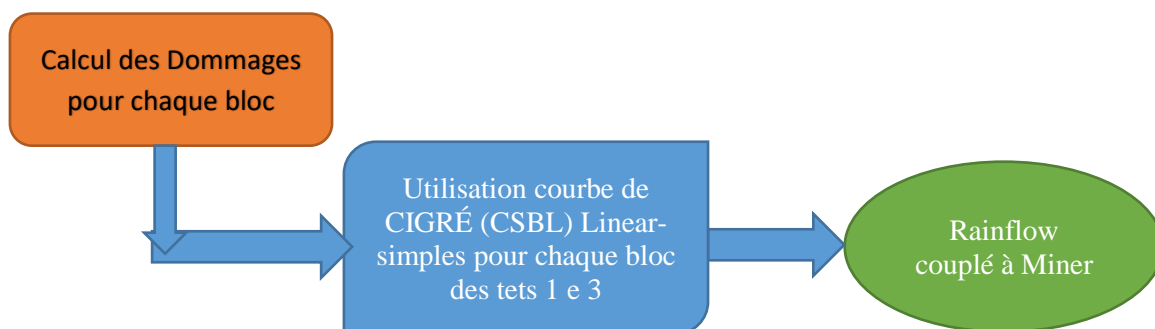 Calcul des Dommages
pour chaque bloc
Utilisation courbe de
CIGRÉ (CSBL) Linear-
simples pour chaque bloc
des tets 1 e 3
Rainflow
couplé à Miner